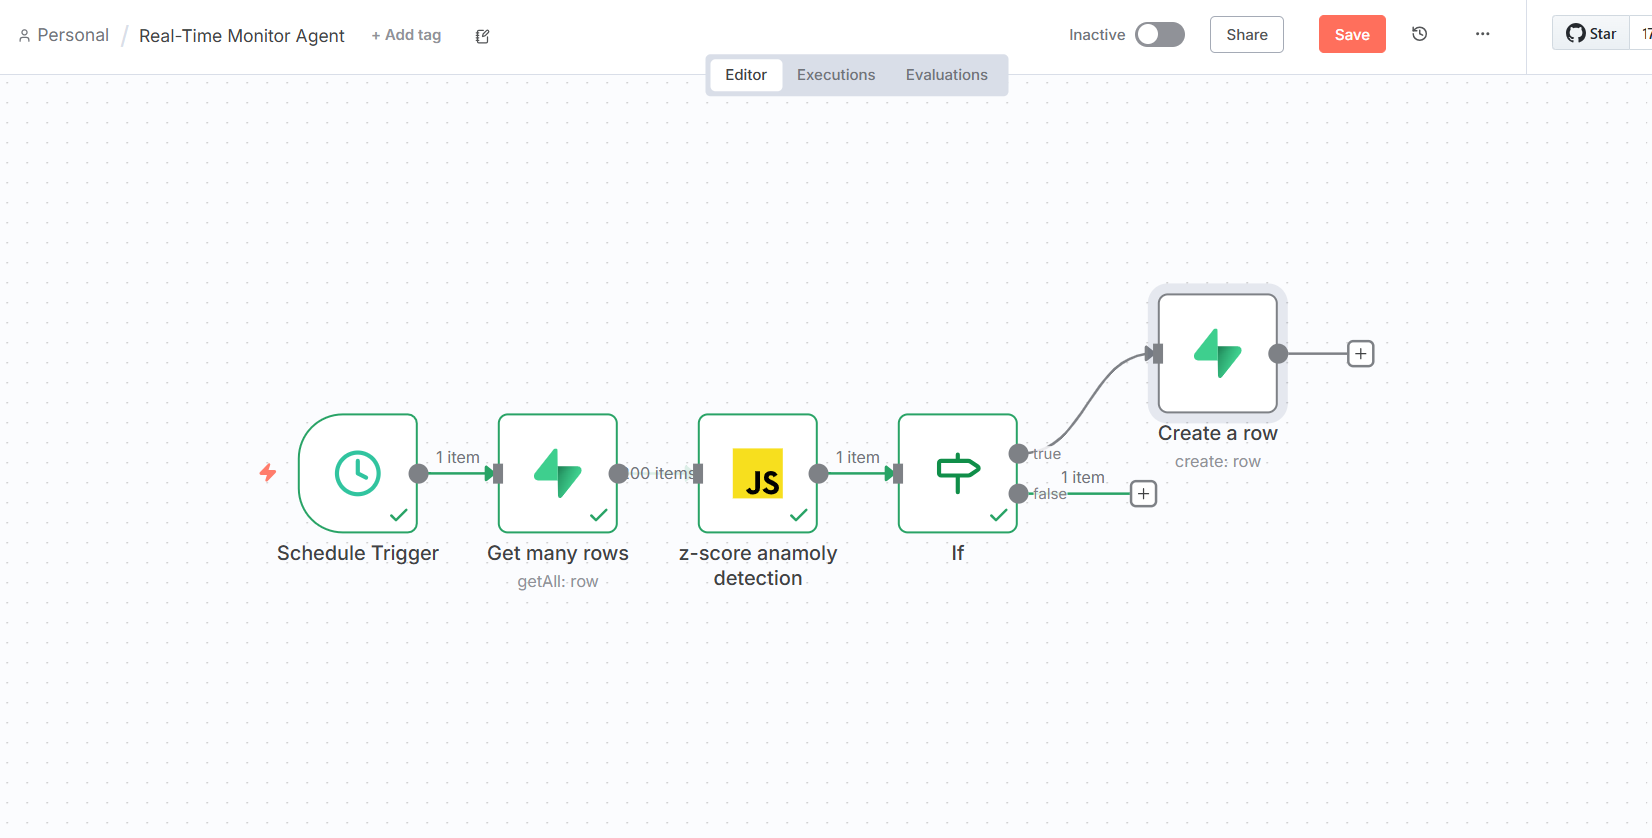 Personal / Real-Time Monitor Agent + Add tag
Inactive Share Save Star
Editor Executions Evaluations
1 item
00 items
1 item
true
1 item
false
Create a row
create: row
Schedule Trigger
Get many rows
getAll: row
JS
z-score anamoly
detection
If